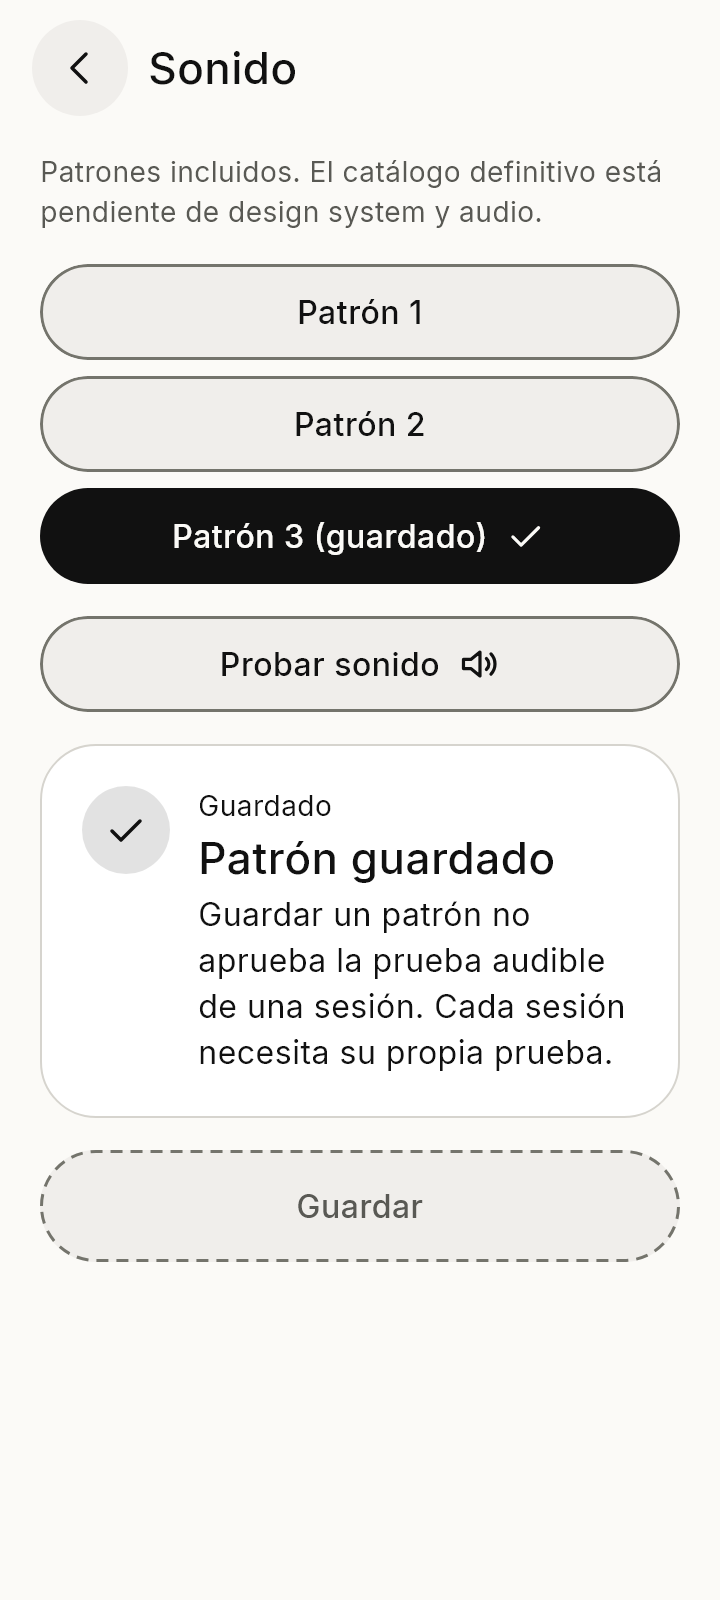 Sonido
Patrones incluidos. El catálogo definitivo está
pendiente de design system y audio.
Patrón 1
Patrón 2
Patrón 3 (guardado)
Probar sonido
Guardado
Patrón guardado
Guardar un patrón no
aprueba la prueba audible
de una sesión. Cada sesión
necesita su propia prueba.
Guardar